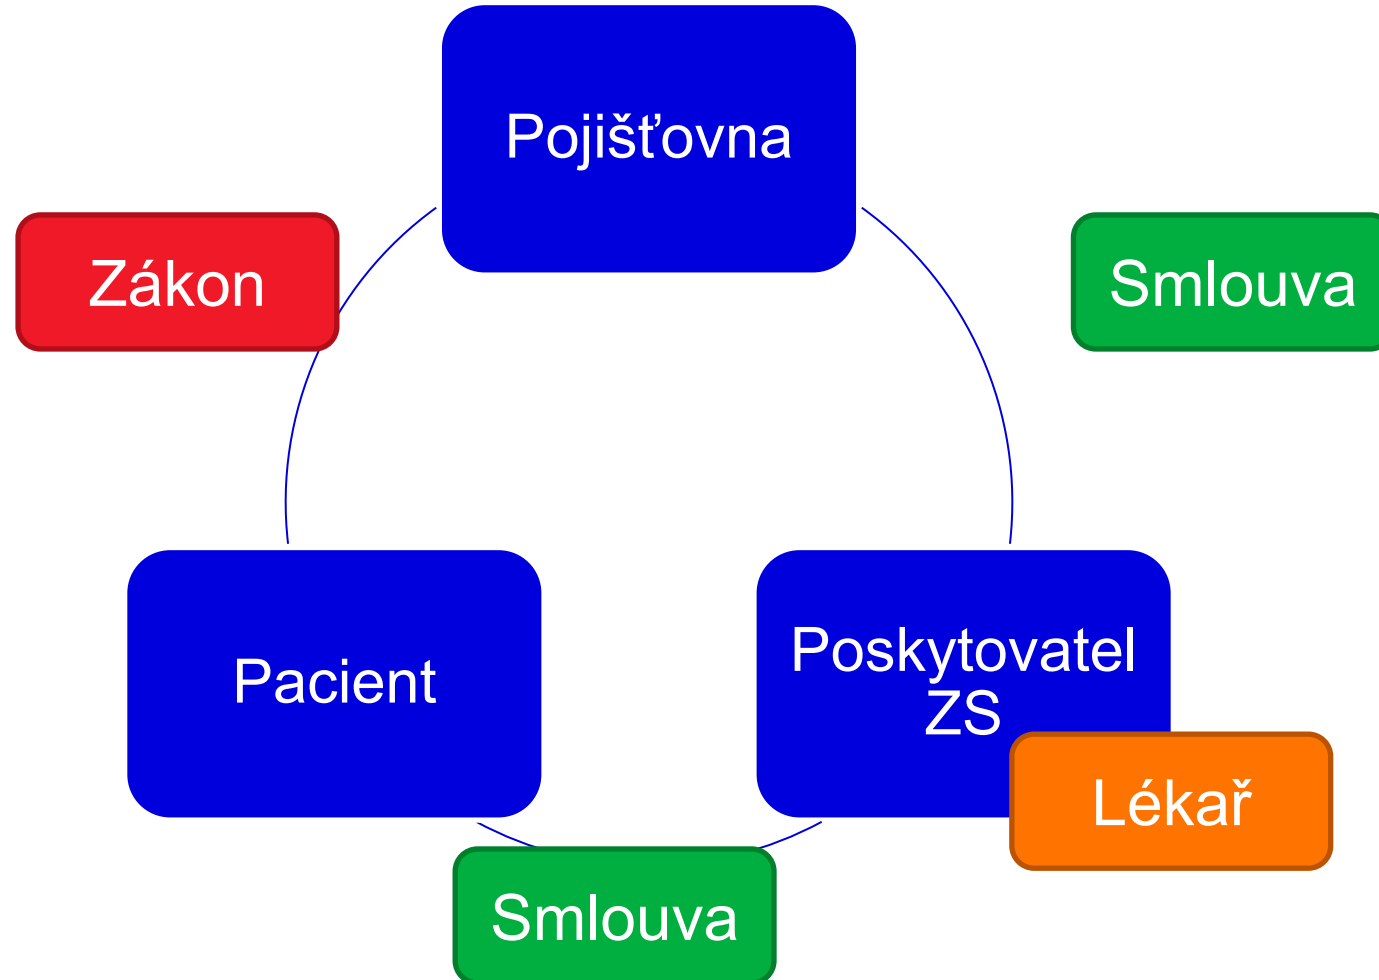 Pojišťovna
Zákon
Smlouva
Pacient
Poskytovatel
ZS
Lékař
Smlouva